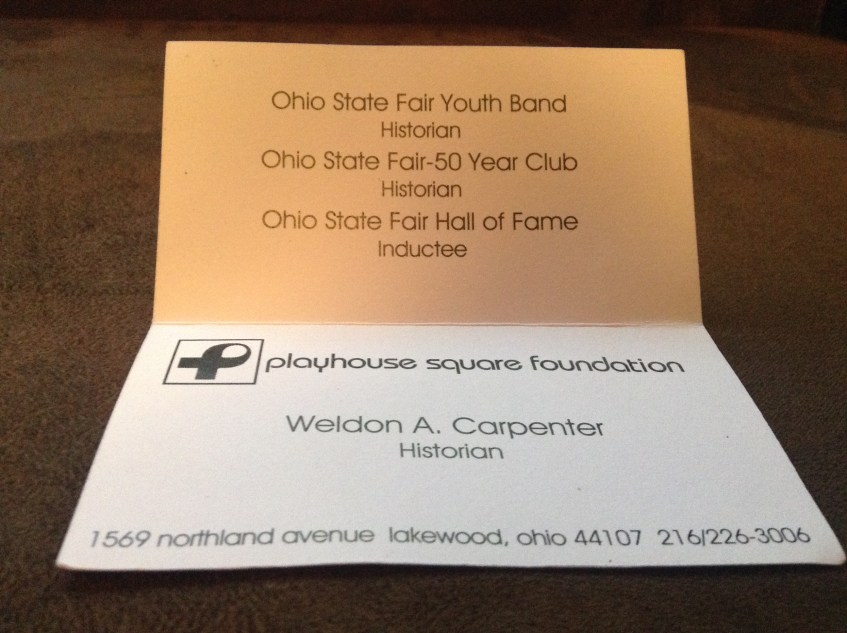 Ohio State Fair Youth Band
Historian
Ohio State Fair-50 Year Club
Historian
Ohio State Fair Hall of Fame
Inductee
playhouse square foundation
Weldon A. Carpenter
Historian
1569 northland avenue lakewood, ohio 44107 216/226-3006